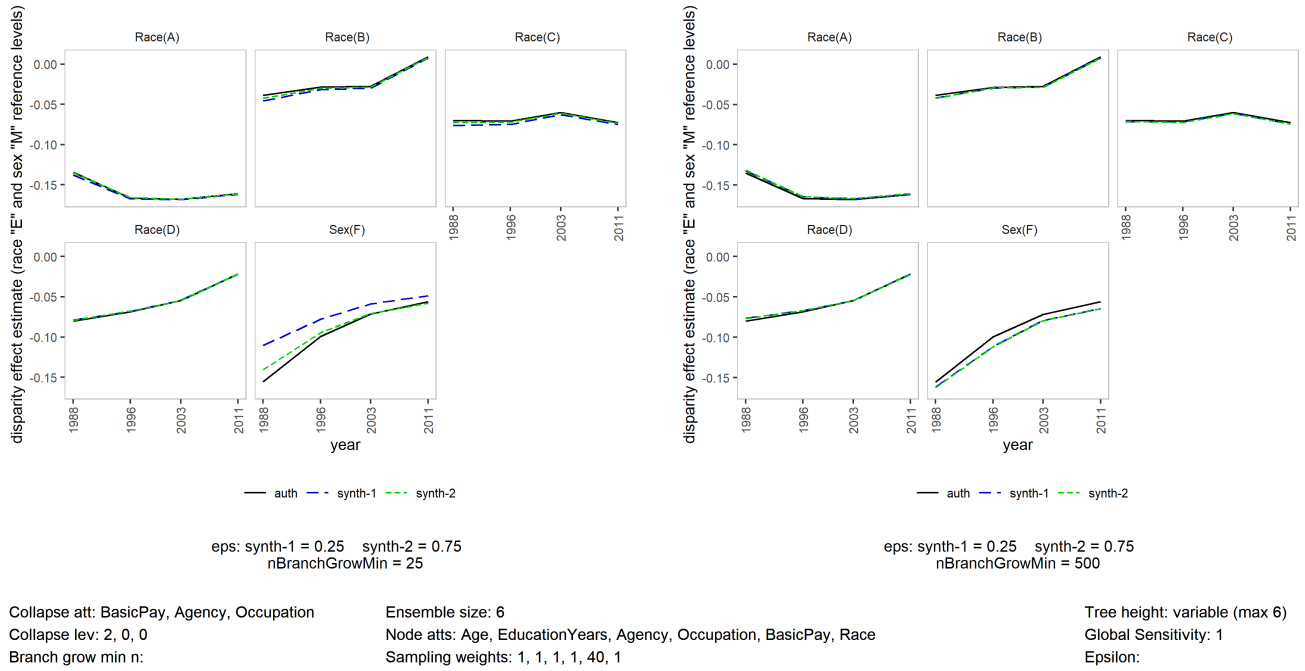 disparity effect estimate (race "E" and sex "M" reference levels)
Race(A) Race(B) Race(C)
0.00
-0.05
-0.10
-0.15
1988 1996 2003 2011
Race(D) Sex(F)
0.00
-0.05
-0.10
-0.15
1988 1996 2003 2011 1988 1996 2003 2011
year
auth synth-1 synth-2
eps: synth-1 = 0.25 synth-2 = 0.75
nBranchGrowMin = 25
disparity effect estimate (race "E" and sex "M" reference levels)
Race(A) Race(B) Race(C)
0.00
-0.05
-0.10
-0.15
1988 1996 2003 2011
Race(D) Sex(F)
0.00
-0.05
-0.10
-0.15
1988 1996 2003 2011 1988 1996 2003 2011
year
auth synth-1 synth-2
eps: synth-1 = 0.25 synth-2 = 0.75
nBranchGrowMin = 500
Collapse att: BasicPay, Agency, Occupation
Collapse lev: 2, 0, 0
Branch grow min n:
Ensemble size: 6
Node atts: Age, EducationYears, Agency, Occupation, BasicPay, Race
Sampling weights: 1, 1, 1, 1, 40, 1
Tree height: variable (max 6)
Global Sensitivity: 1
Epsilon: